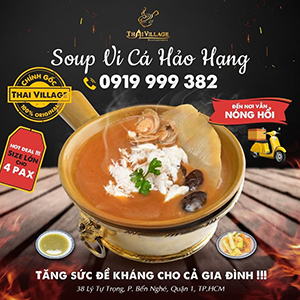 THAI VILLAGE
Soup Vi Cá Hảo Hạng
0919 999 382
CHÍNH GỐC
THAI VILLAGE
100% ORIGINAL
ĐẾN NƠI VẪN
NÓNG HỔI
HOT DEAL !!!
SIZE LỚN
CHO
4 PAX
TĂNG SỨC ĐỀ KHÁNG CHO CẢ GIA ĐÌNH !!!
38 Lý Tự Trọng, P. Bến Nghé, Quận 1, TP.HCM